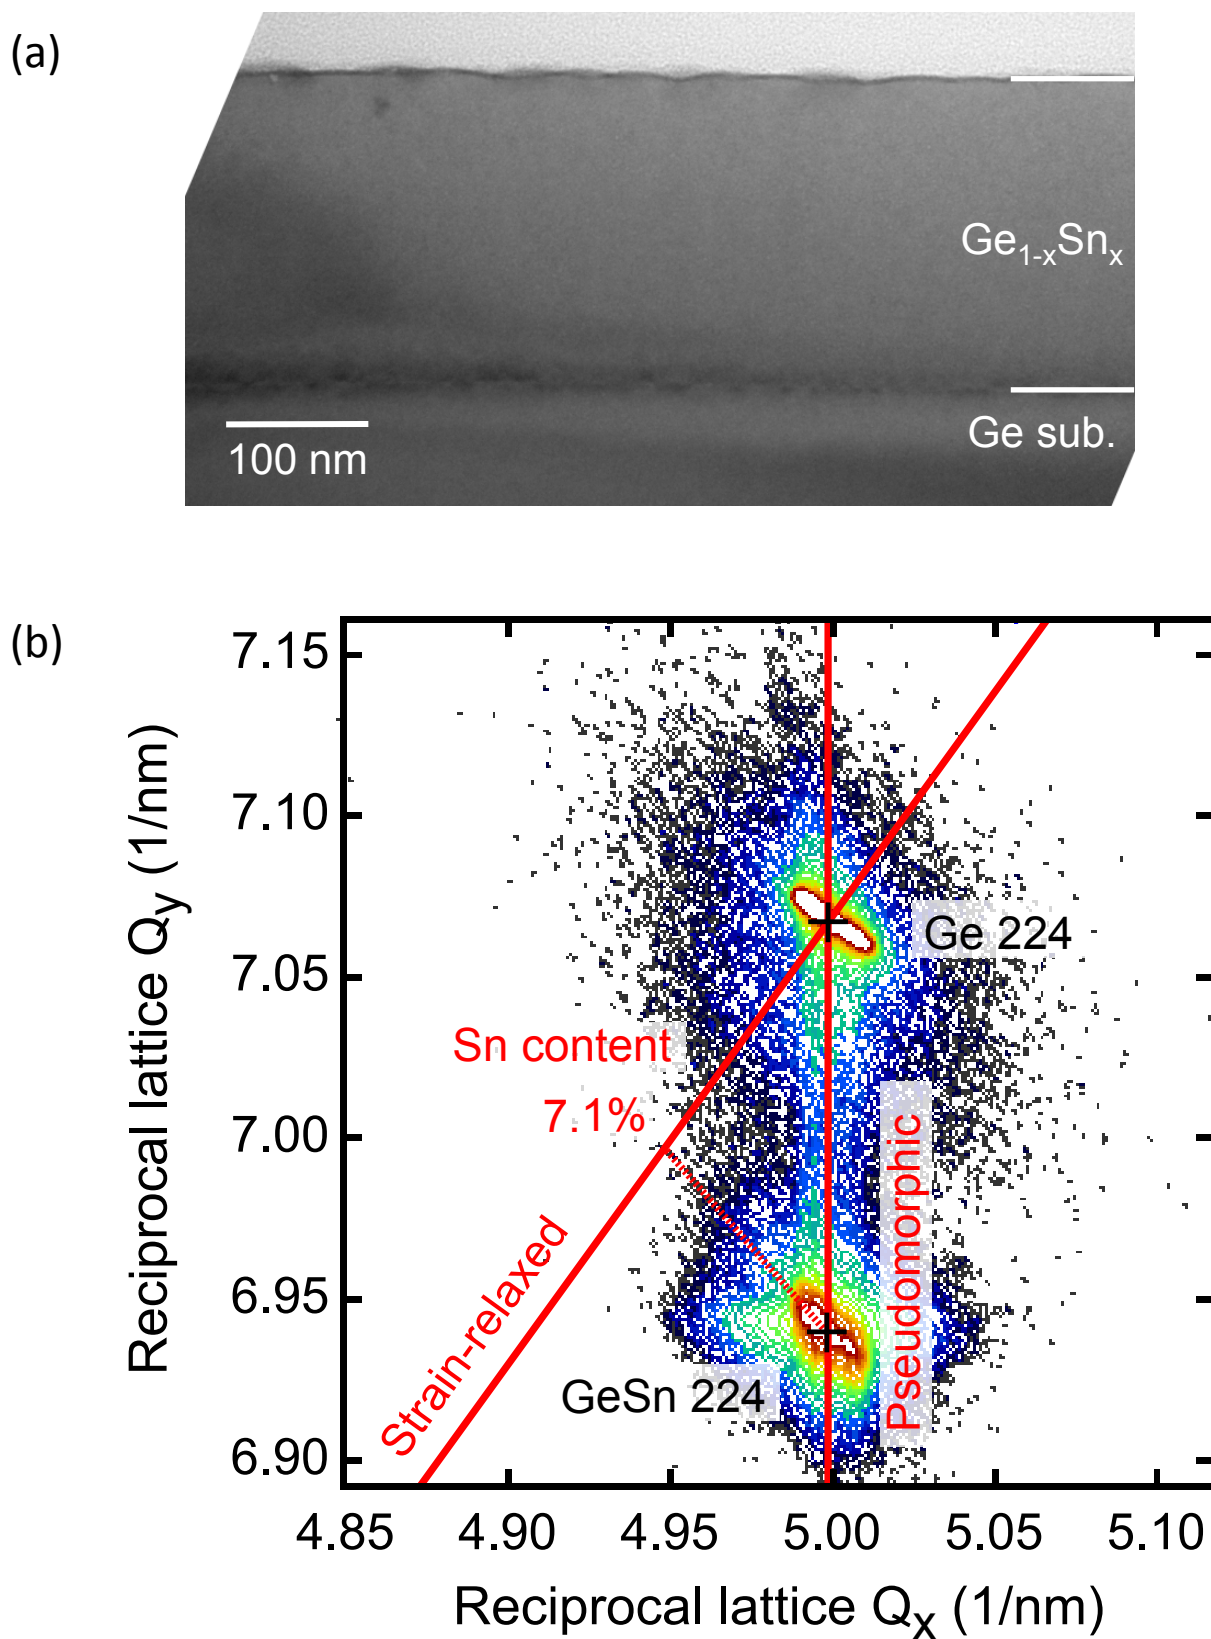 (a)
Ge₁₋ₓSnₓ
Ge sub.
100 nm
(b)
Reciprocal lattice Qy (1/nm)
7.15
7.10
7.05
7.00
6.95
6.90
Ge 224
Sn content
7.1%
Strain-relaxed
Pseudomorphic
GeSn 224
4.85 4.90 4.95 5.00 5.05 5.10
Reciprocal lattice Qx (1/nm)